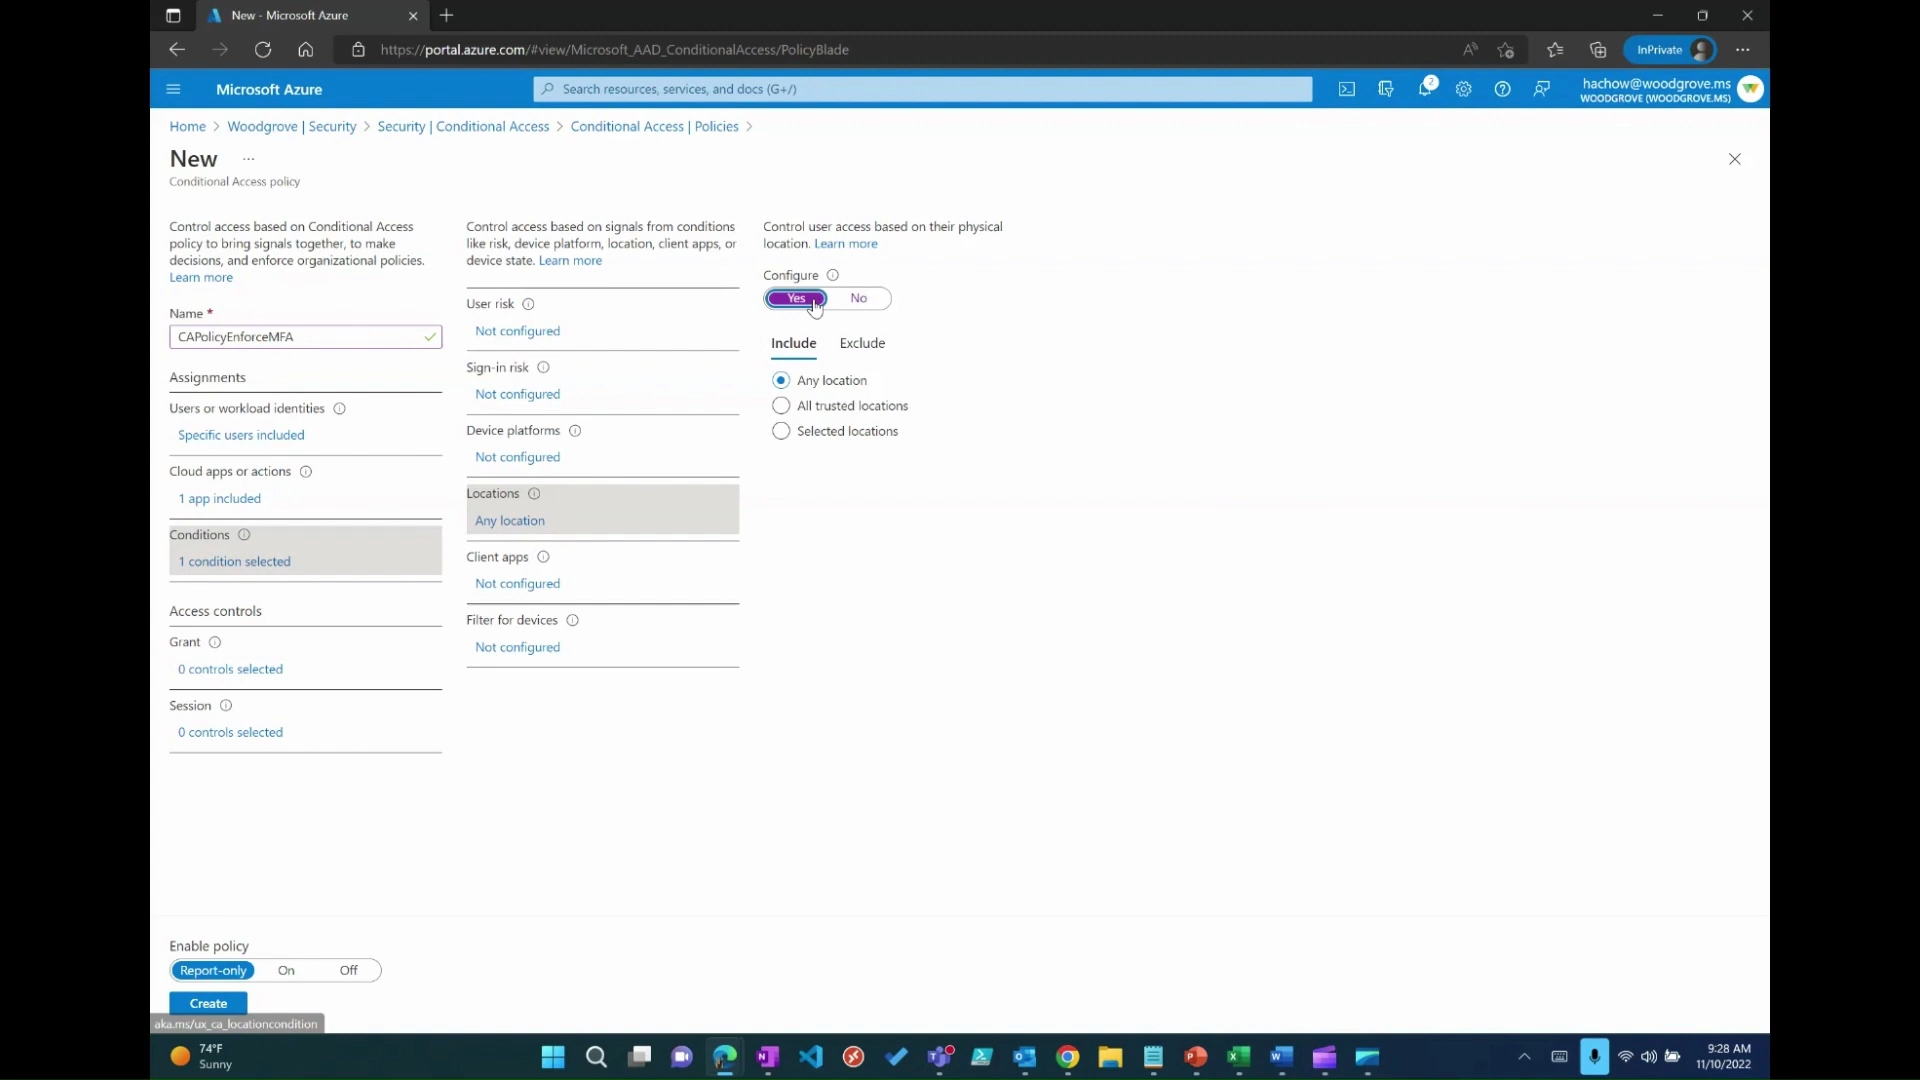 New - Microsoft Azure
https://portal.azure.com/#view/Microsoft_AAD_ConditionalAccess/PolicyBlade
InPrivate
Microsoft Azure
Search resources, services, and docs (G+/)
2
hachow@woodgrove.ms
WOODGROVE (WOODGROVE.MS)
Home > Woodgrove | Security > Security | Conditional Access > Conditional Access | Policies >
New ...
Conditional Access policy
Control access based on Conditional Access
policy to bring signals together, to make
decisions, and enforce organizational policies.
Learn more
Name *
CAPolicyEnforceMFA
Assignments
Users or workload identities
Specific users included
Cloud apps or actions
1 app included
Conditions
1 condition selected
Access controls
Grant
0 controls selected
Session
0 controls selected
Control access based on signals from conditions
like risk, device platform, location, client apps, or
device state. Learn more
User risk
Not configured
Sign-in risk
Not configured
Device platforms
Not configured
Locations
Any location
Client apps
Not configured
Filter for devices
Not configured
Control user access based on their physical
location. Learn more
Configure
Yes No
Include Exclude
Any location
All trusted locations
Selected locations
Enable policy
Report-only On Off
Create
aka.ms/ux_ca_locationcondition
74°F
Sunny
9:28 AM
11/10/2022